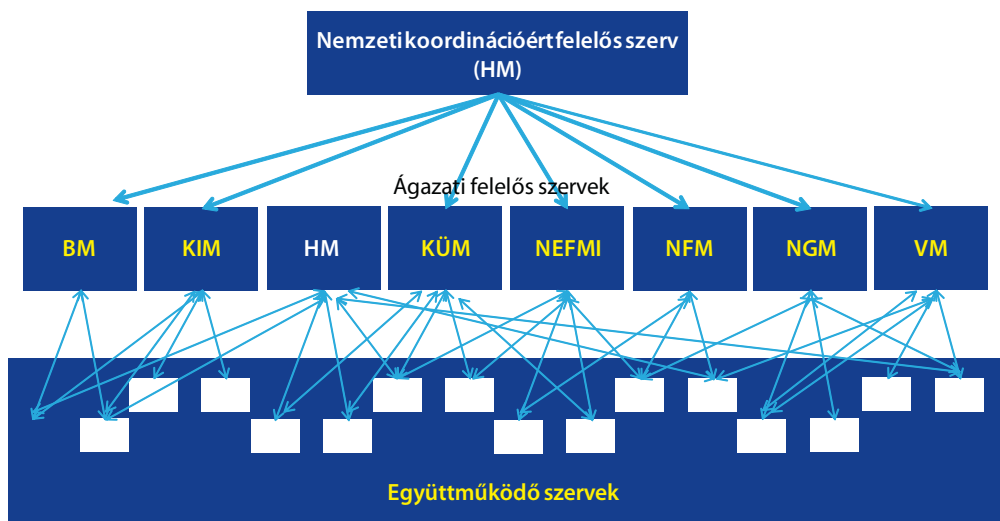 Nemzeti koordinációért felelős szerv
(HM)
Ágazati felelős szervek
BM KIM HM KÜM NEFMI NFM NGM VM
Együttműködő szervek